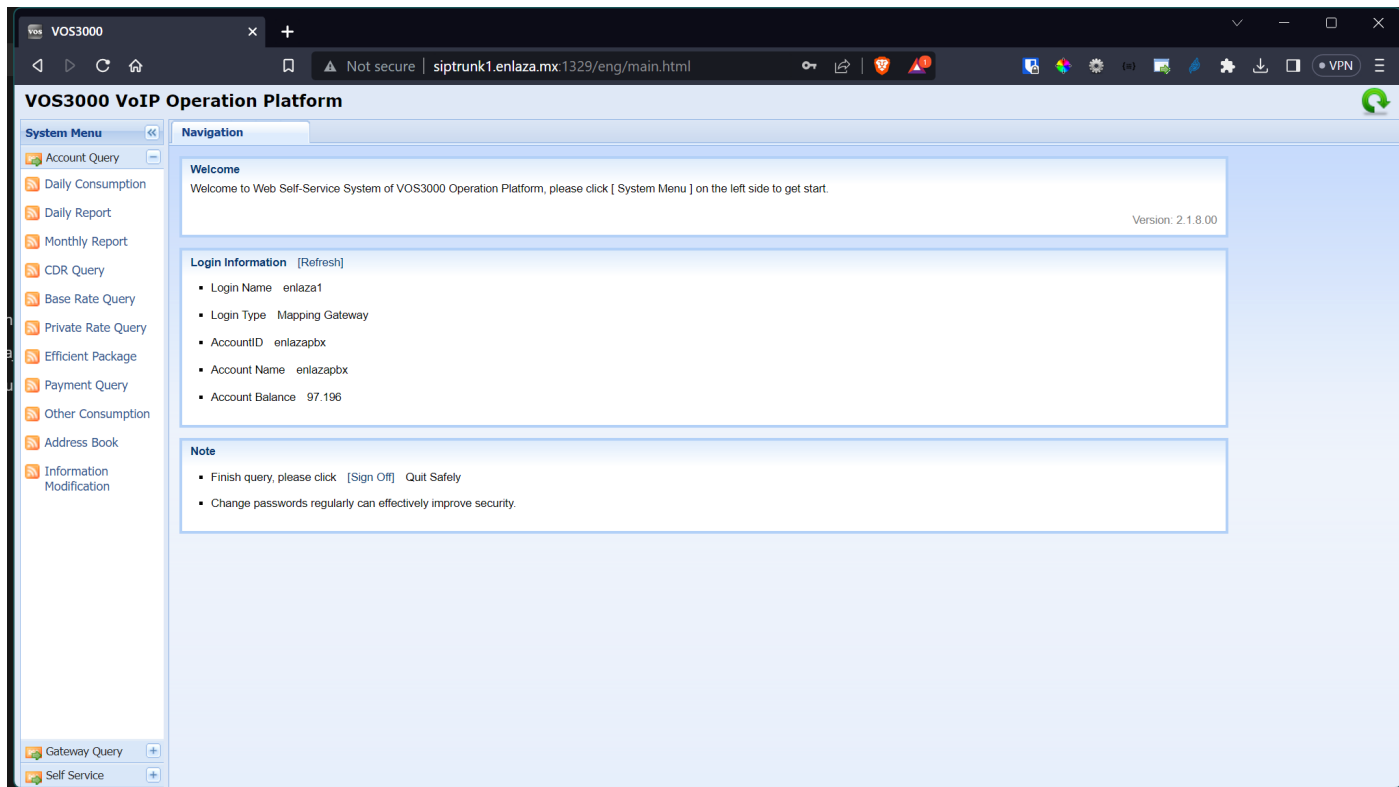 vos VOS3000
Not secure siptrunk1.enlaza.mx:1329/eng/main.html
VPN
VOS3000 VoIP Operation Platform
System Menu
Account Query
Daily Consumption
Daily Report
Monthly Report
CDR Query
Base Rate Query
Private Rate Query
Efficient Package
Payment Query
Other Consumption
Address Book
Information
Modification
Gateway Query
Self Service
Navigation
Welcome
Welcome to Web Self-Service System of VOS3000 Operation Platform, please click [ System Menu ] on the left side to get start.
Version: 2.1.8.00
Login Information [Refresh]
Login Name enlaza1
Login Type Mapping Gateway
AccountID enlazapbx
Account Name enlazapbx
Account Balance 97.196
Note
Finish query, please click [Sign Off] Quit Safely
Change passwords regularly can effectively improve security.